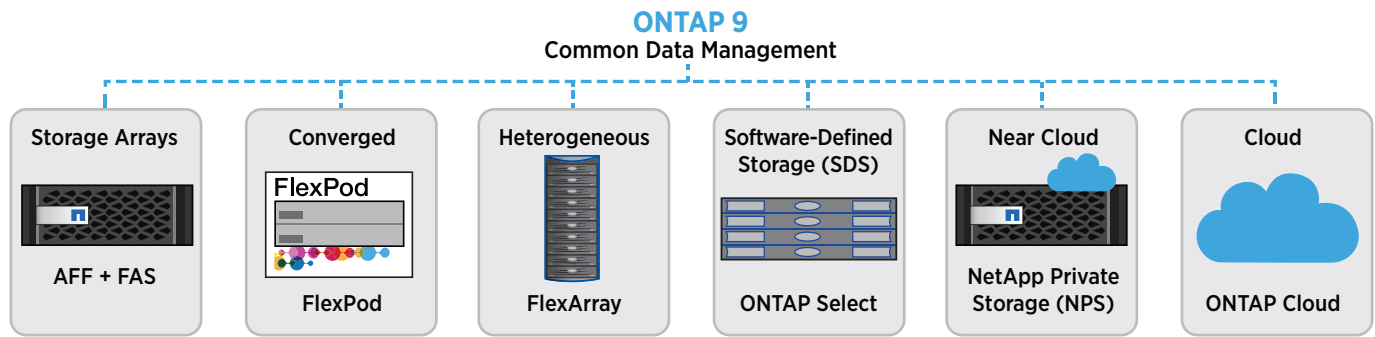 ONTAP 9
Common Data Management
Storage Arrays
AFF + FAS
Converged
FlexPod
FlexPod
Heterogeneous
FlexArray
Software-Defined
Storage (SDS)
ONTAP Select
Near Cloud
NetApp Private
Storage (NPS)
Cloud
ONTAP Cloud